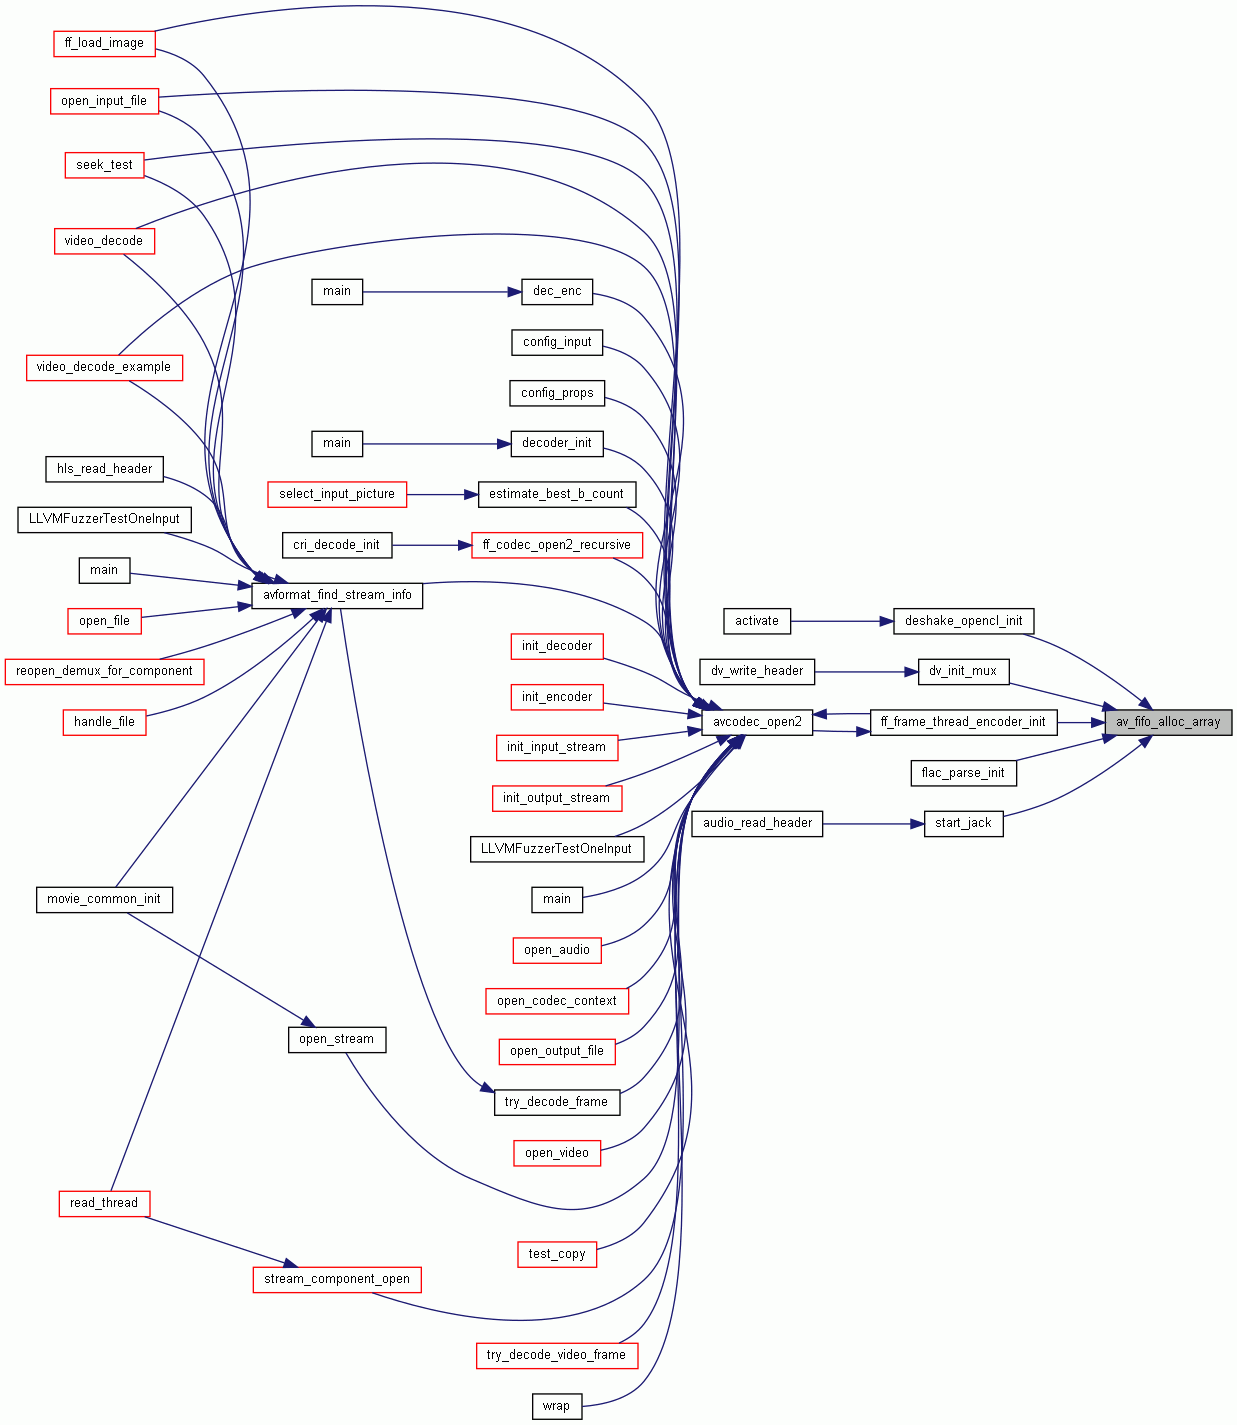 ff_load_image
open_input_file
seek_test
video_decode
main
dec_enc
config_input
video_decode_example
config_props
main
decoder_init
hls_read_header
select_input_picture
estimate_best_b_count
LLVMFuzzerTestOneInput
cri_decode_init
ff_codec_open2_recursive
main
avformat_find_stream_info
open_file
activate
deshake_opencl_init
init_decoder
reopen_demux_for_component
dv_write_header
dv_init_mux
init_encoder
handle_file
avcodec_open2
ff_frame_thread_encoder_init
av_fifo_alloc_array
init_input_stream
flac_parse_init
init_output_stream
audio_read_header
start_jack
LLVMFuzzerTestOneInput
movie_common_init
main
open_audio
open_codec_context
open_stream
open_output_file
try_decode_frame
open_video
read_thread
test_copy
stream_component_open
try_decode_video_frame
wrap